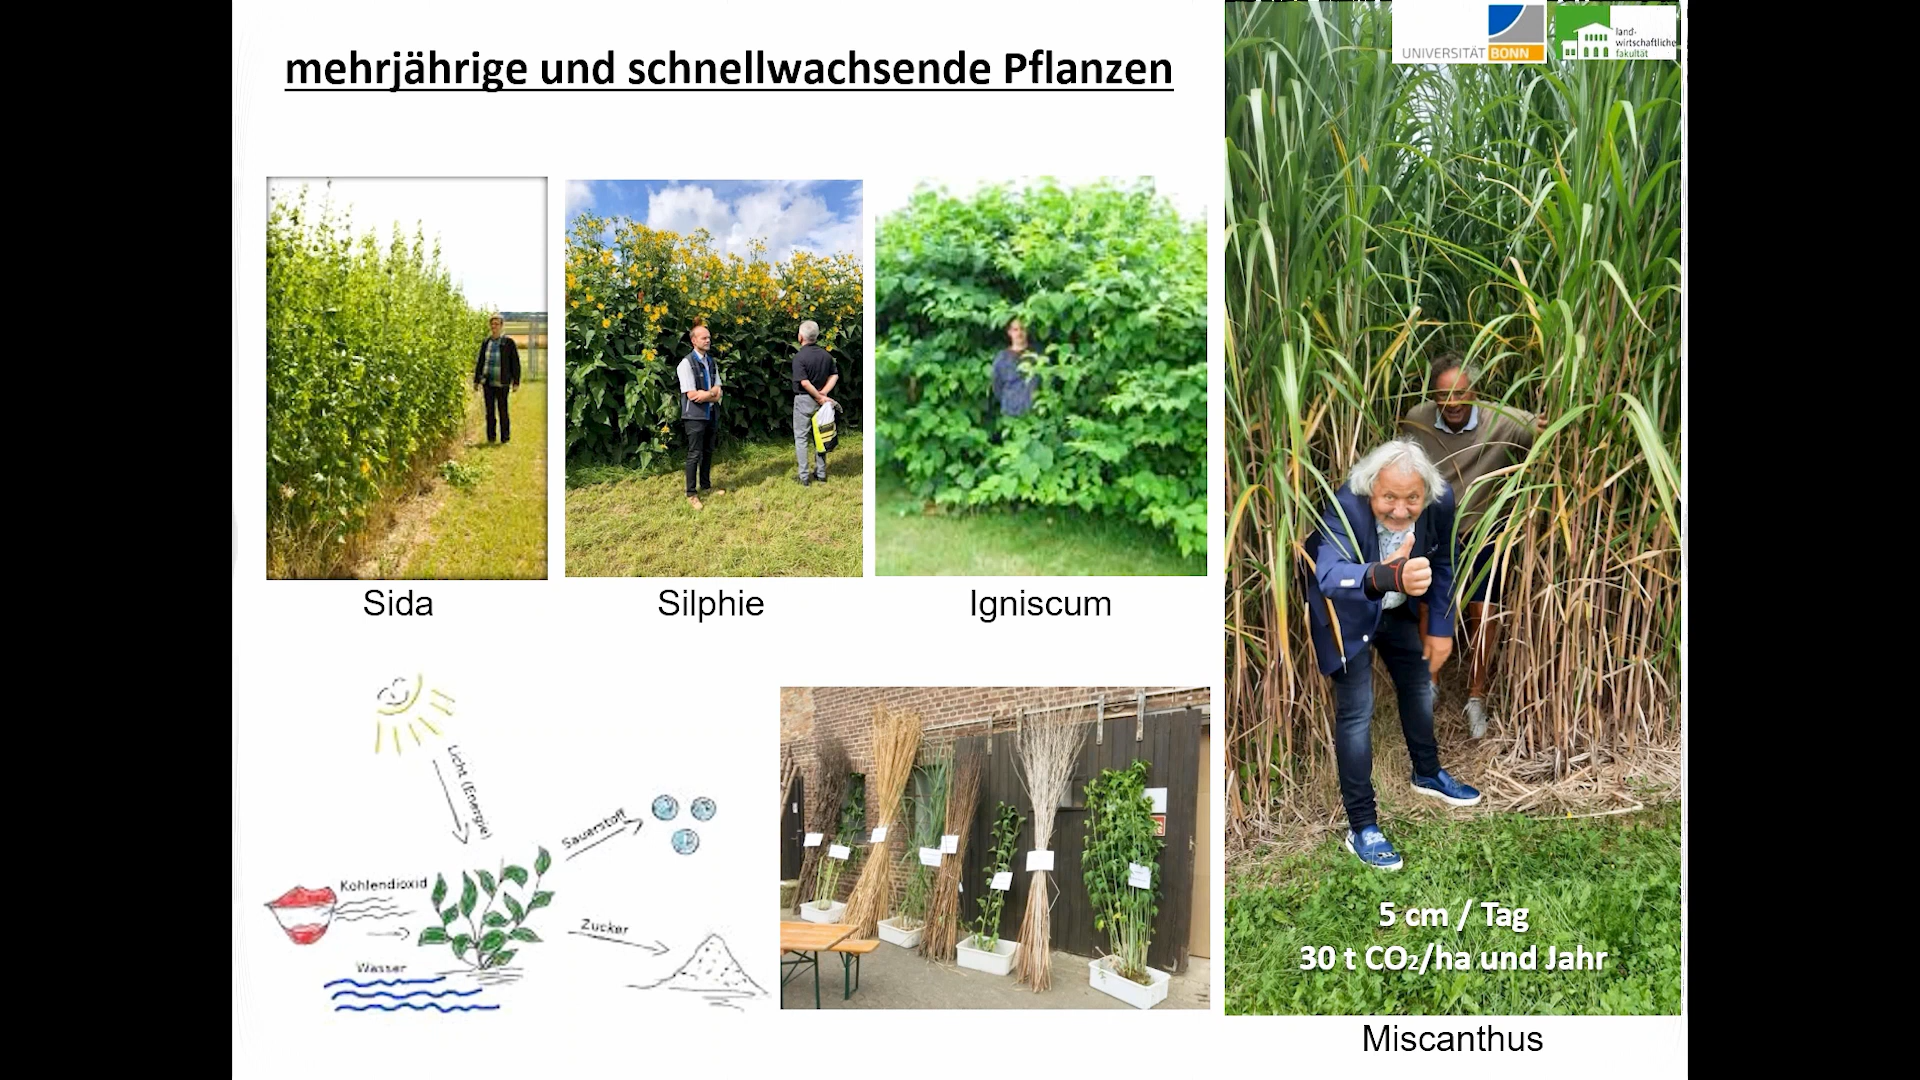 mehrjährige und schnellwachsende Pflanzen
UNIVERSITÄT BONN
land-
wirtschaftliche
fakultät
Sida
Silphie
Igniscum
Licht (Energie)
Sauerstoff
Kohlendioxid
Zucker
Wasser
5 cm / Tag
30 t CO₂/ha und Jahr
Miscanthus